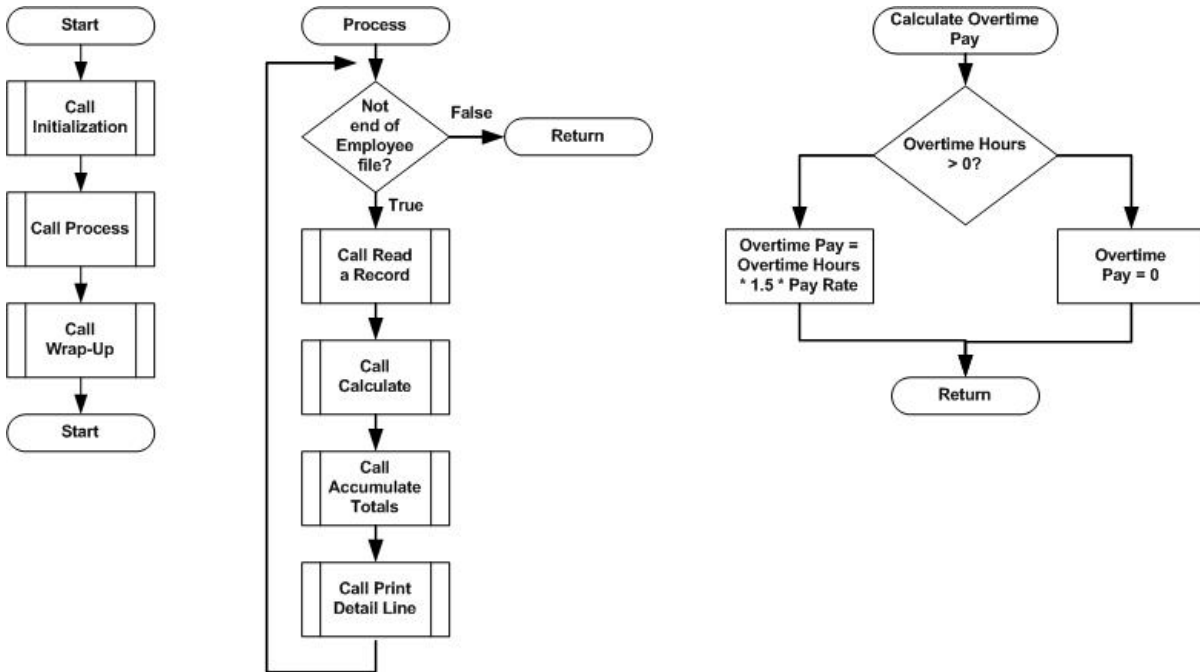 Start
Call
Initialization
Call Process
Call
Wrap-Up
Start
Process
Not
end of
Employee
file?
False
Return
True
Call Read
a Record
Call
Calculate
Call
Accumulate
Totals
Call Print
Detail Line
Calculate Overtime
Pay
Overtime Hours
> 0?
Overtime Pay =
Overtime Hours
* 1.5 * Pay Rate
Overtime
Pay = 0
Return